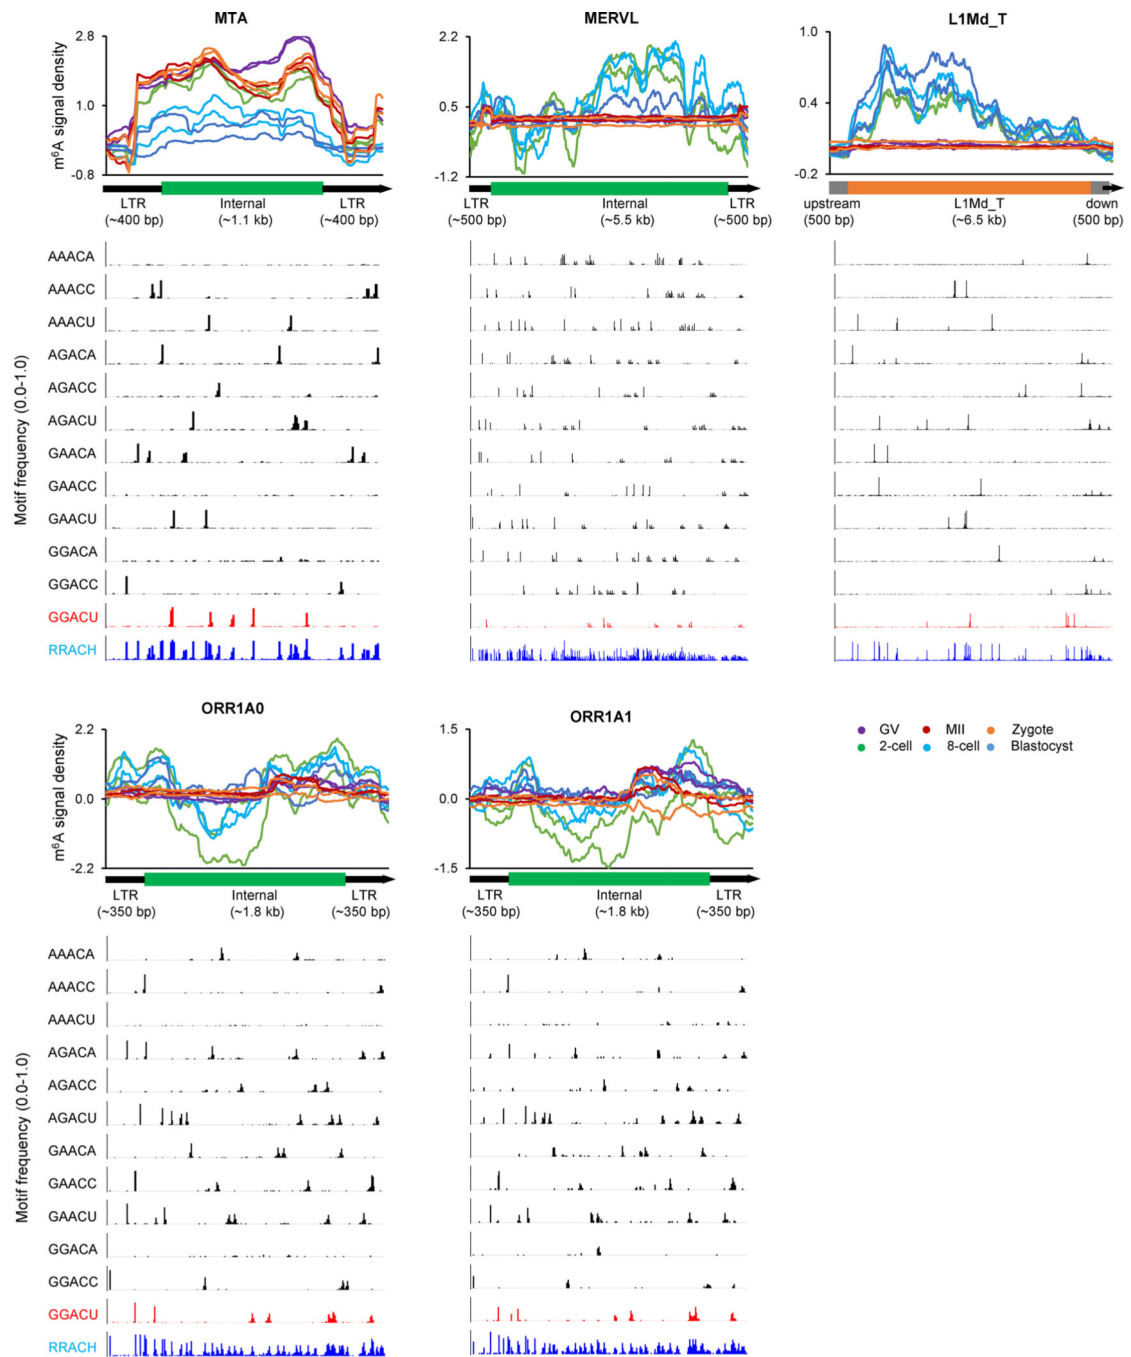 MTA
MERVL
L1Md_T
m⁶A signal density
2.8
1.0
-0.8
2.2
0.5
-1.2
1.0
0.4
-0.2
LTR
(~400 bp)
Internal
(~1.1 kb)
LTR
(~400 bp)
LTR
(~500 bp)
Internal
(~5.5 kb)
LTR
(~500 bp)
upstream
(500 bp)
L1Md_T
(~6.5 kb)
down
(500 bp)
Motif frequency (0.0-1.0)
AAACA
AAACC
AAACU
AGACA
AGACC
AGACU
GAACA
GAACC
GAACU
GGACA
GGACC
GGACU
RRACH
ORR1A0
ORR1A1
m⁶A signal density
2.2
0.0
-2.2
1.5
0.0
-1.5
GV
MII
Zygote
2-cell
8-cell
Blastocyst
LTR
(~350 bp)
Internal
(~1.8 kb)
LTR
(~350 bp)
LTR
(~350 bp)
Internal
(~1.8 kb)
LTR
(~350 bp)
Motif frequency (0.0-1.0)
AAACA
AAACC
AAACU
AGACA
AGACC
AGACU
GAACA
GAACC
GAACU
GGACA
GGACC
GGACU
RRACH